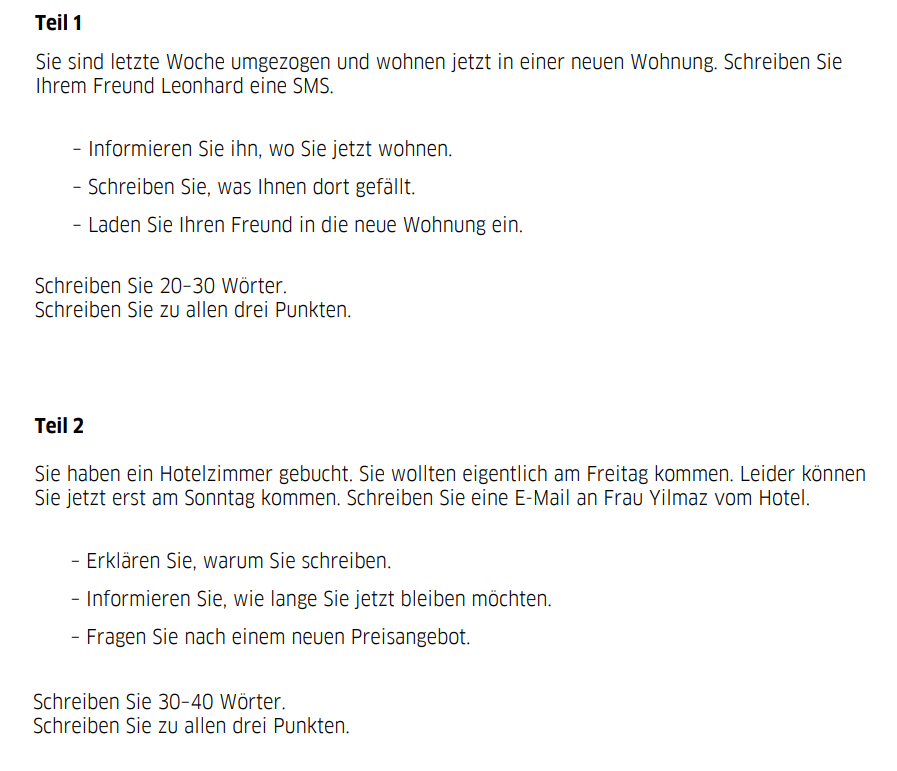 Teil 1
Sie sind letzte Woche umgezogen und wohnen jetzt in einer neuen Wohnung. Schreiben Sie
Ihrem Freund Leonhard eine SMS.
– Informieren Sie ihn, wo Sie jetzt wohnen.
– Schreiben Sie, was Ihnen dort gefällt.
– Laden Sie Ihren Freund in die neue Wohnung ein.
Schreiben Sie 20–30 Wörter.
Schreiben Sie zu allen drei Punkten.
Teil 2
Sie haben ein Hotelzimmer gebucht. Sie wollten eigentlich am Freitag kommen. Leider können
Sie jetzt erst am Sonntag kommen. Schreiben Sie eine E-Mail an Frau Yilmaz vom Hotel.
– Erklären Sie, warum Sie schreiben.
– Informieren Sie, wie lange Sie jetzt bleiben möchten.
– Fragen Sie nach einem neuen Preisangebot.
Schreiben Sie 30–40 Wörter.
Schreiben Sie zu allen drei Punkten.